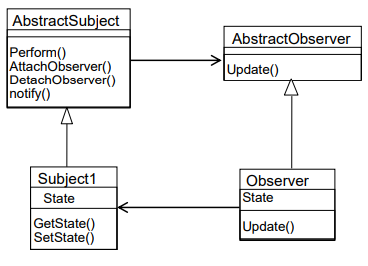 AbstractSubject
Perform()
AttachObserver()
DetachObserver()
notify()
AbstractObserver
Update()
Subject1
State
GetState()
SetState()
Observer
State
Update()